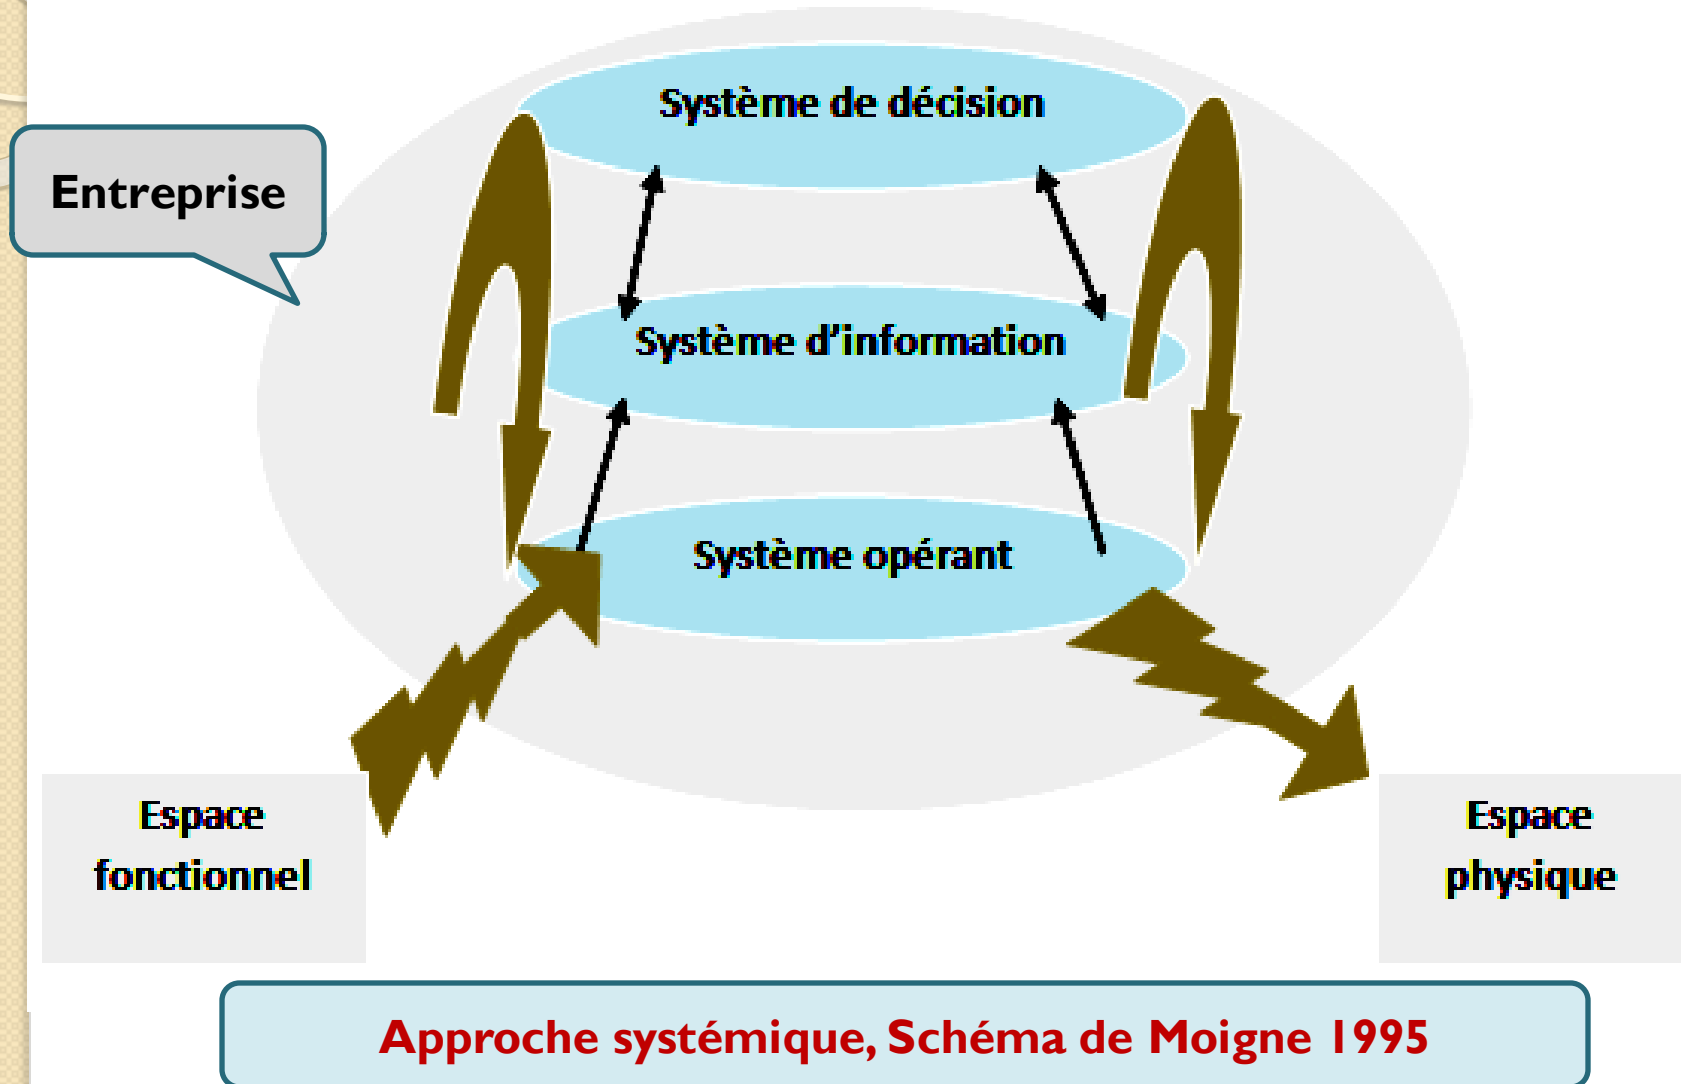 Système de décision
Entreprise
Système d'information
Système opérant
Espace
fonctionnel
Espace
physique
Approche systémique, Schéma de Moigne 1995